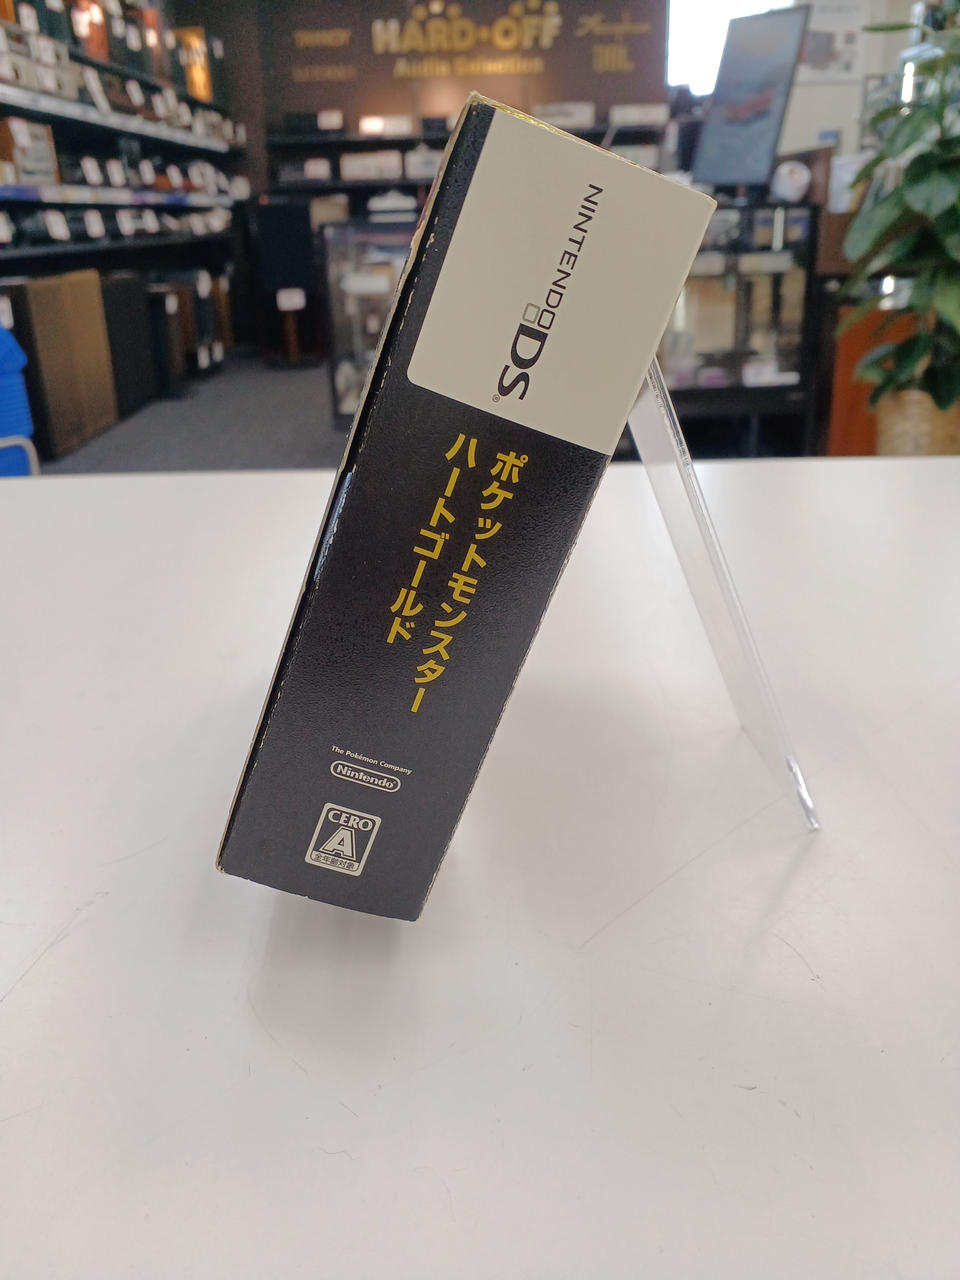 HARD•OFF
Audio Selection
TANNOY
JBL
NINTENDO DS®
ポケットモンスター
ハートゴールド
The Pokémon Company
Nintendo®
CERO
A
全年齢対象